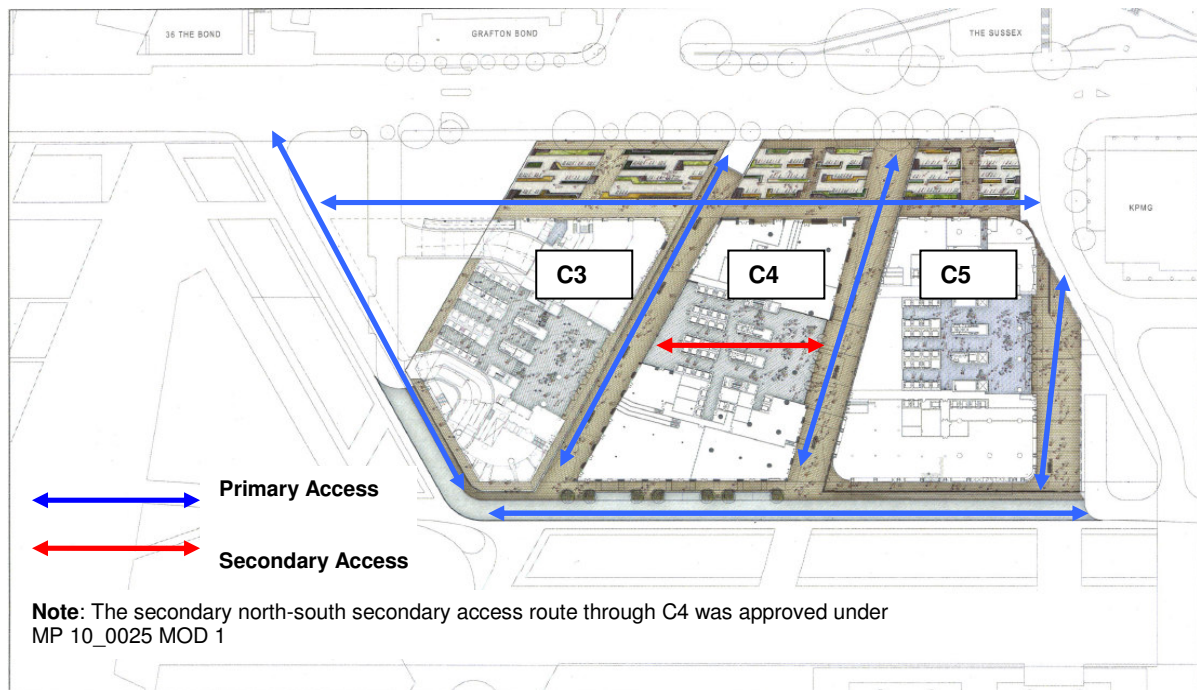 36 THE BOND
GRAFTON BOND
THE SUSSEX
KPMG
C3
C4
C5
Primary Access
Secondary Access
Note: The secondary north-south secondary access route through C4 was approved under
MP 10_0025 MOD 1